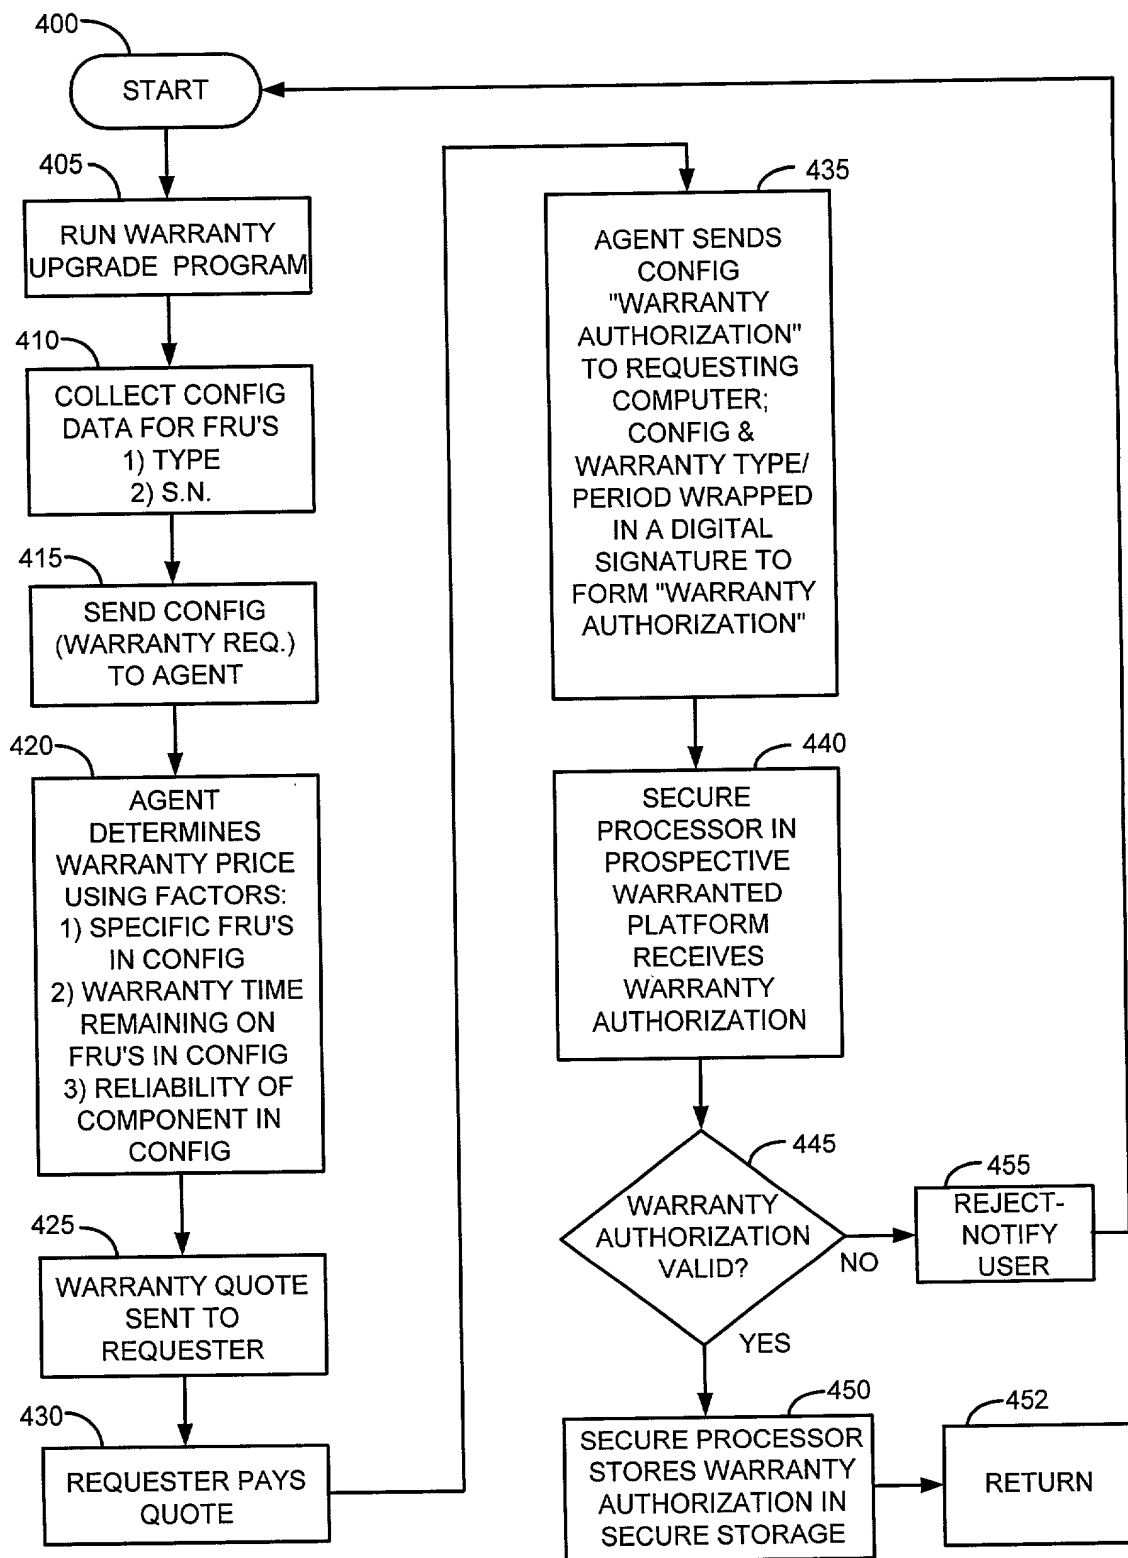 400
START
405
RUN WARRANTY
UPGRADE PROGRAM
410
COLLECT CONFIG
DATA FOR FRU'S
1) TYPE
2) S.N.
415
SEND CONFIG
(WARRANTY REQ.)
TO AGENT
420
AGENT
DETERMINES
WARRANTY PRICE
USING FACTORS:
1) SPECIFIC FRU'S
IN CONFIG
2) WARRANTY TIME
REMAINING ON
FRU'S IN CONFIG
3) RELIABILITY OF
COMPONENT IN
CONFIG
425
WARRANTY QUOTE
SENT TO
REQUESTER
430
REQUESTER PAYS
QUOTE
435
AGENT SENDS
CONFIG
"WARRANTY
AUTHORIZATION"
TO REQUESTING
COMPUTER;
CONFIG &
WARRANTY TYPE/
PERIOD WRAPPED
IN A DIGITAL
SIGNATURE TO
FORM "WARRANTY
AUTHORIZATION"
440
SECURE
PROCESSOR IN
PROSPECTIVE
WARRANTED
PLATFORM
RECEIVES
WARRANTY
AUTHORIZATION
445
WARRANTY
AUTHORIZATION
VALID?
NO
YES
455
REJECT-
NOTIFY
USER
450
SECURE PROCESSOR
STORES WARRANTY
AUTHORIZATION IN
SECURE STORAGE
452
RETURN